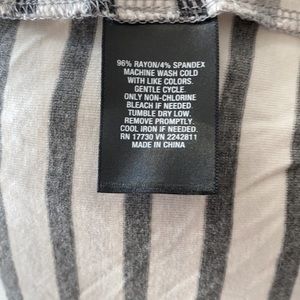 96% RAYON/4% SPANDEX
MACHINE WASH COLD
WITH LIKE COLORS.
GENTLE CYCLE.
ONLY NON-CHLORINE
BLEACH IF NEEDED.
TUMBLE DRY LOW.
REMOVE PROMPTLY.
COOL IRON IF NEEDED.
RN 17730 VN 2242811
MADE IN CHINA